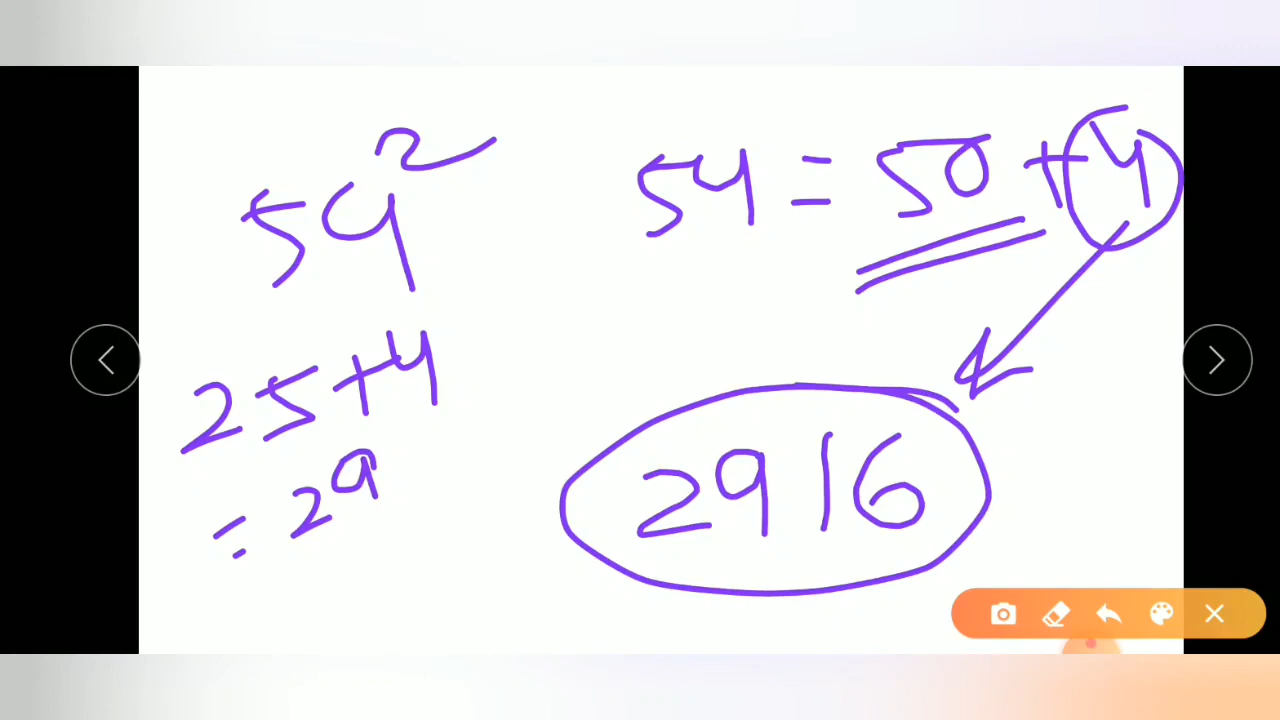 54²
54 = 50 + 4
25+4
= 29
2916